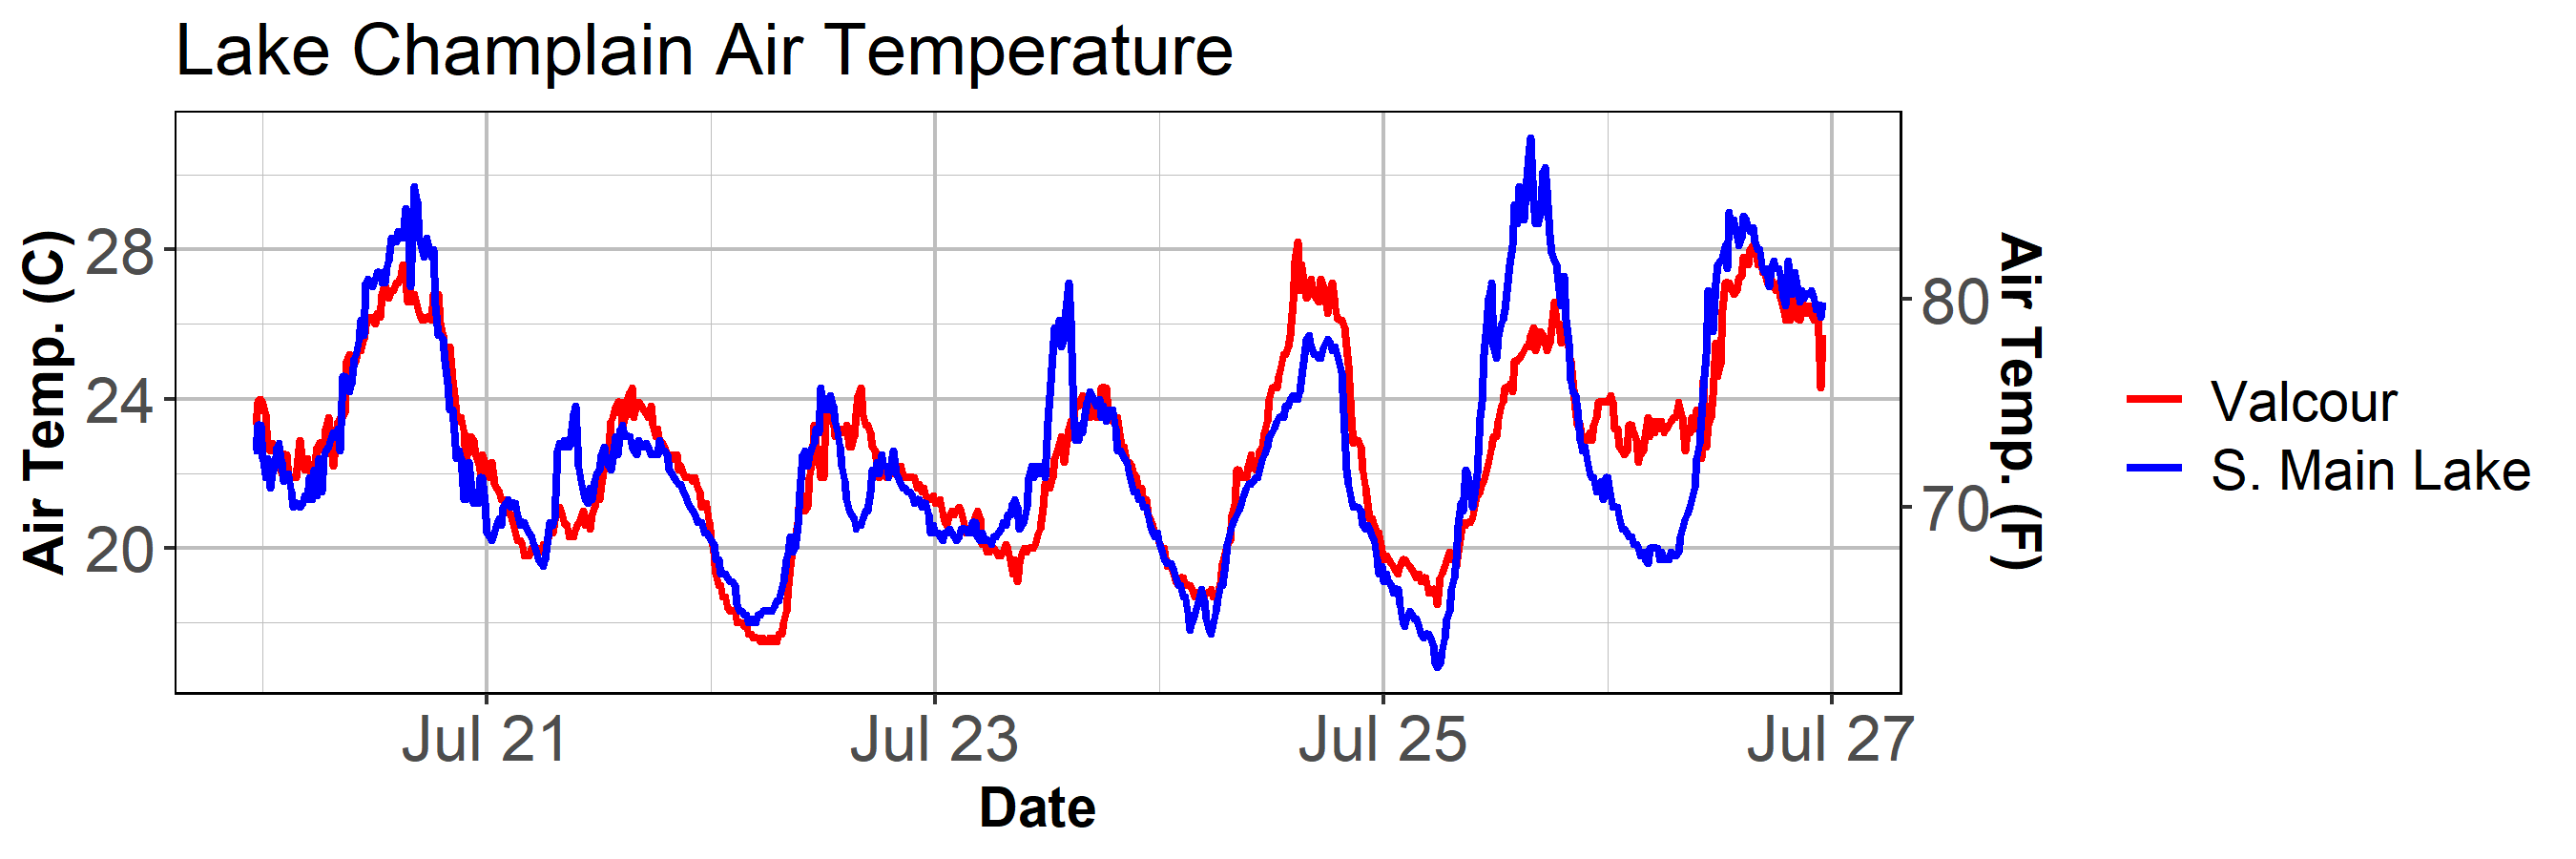 Lake Champlain Air Temperature
Air Temp. (C)
28
24
20
Air Temp. (F)
80
70
Jul 21
Jul 23
Jul 25
Jul 27
Date
Valcour
S. Main Lake